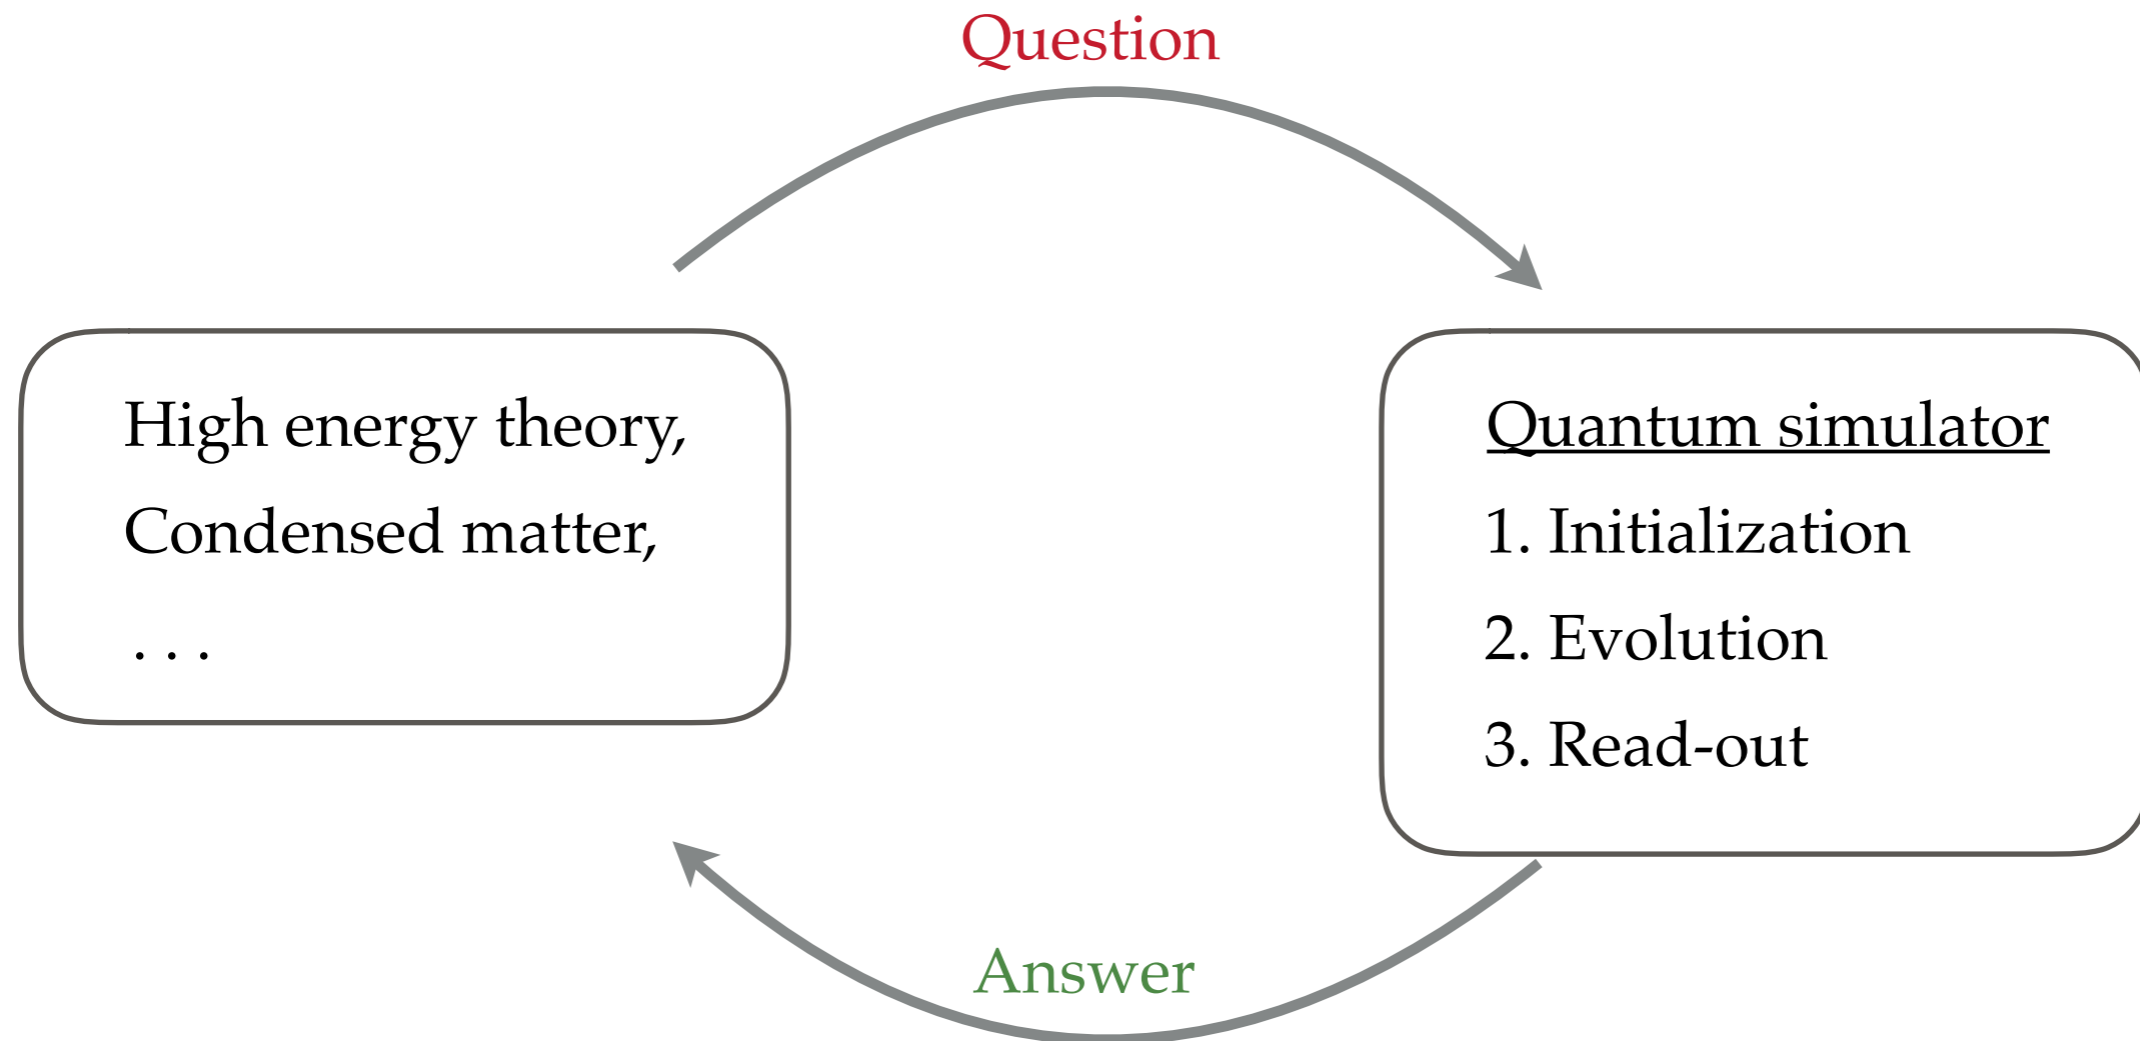 Question
High energy theory,
Condensed matter,
. . .
Quantum simulator
1. Initialization
2. Evolution
3. Read-out
Answer